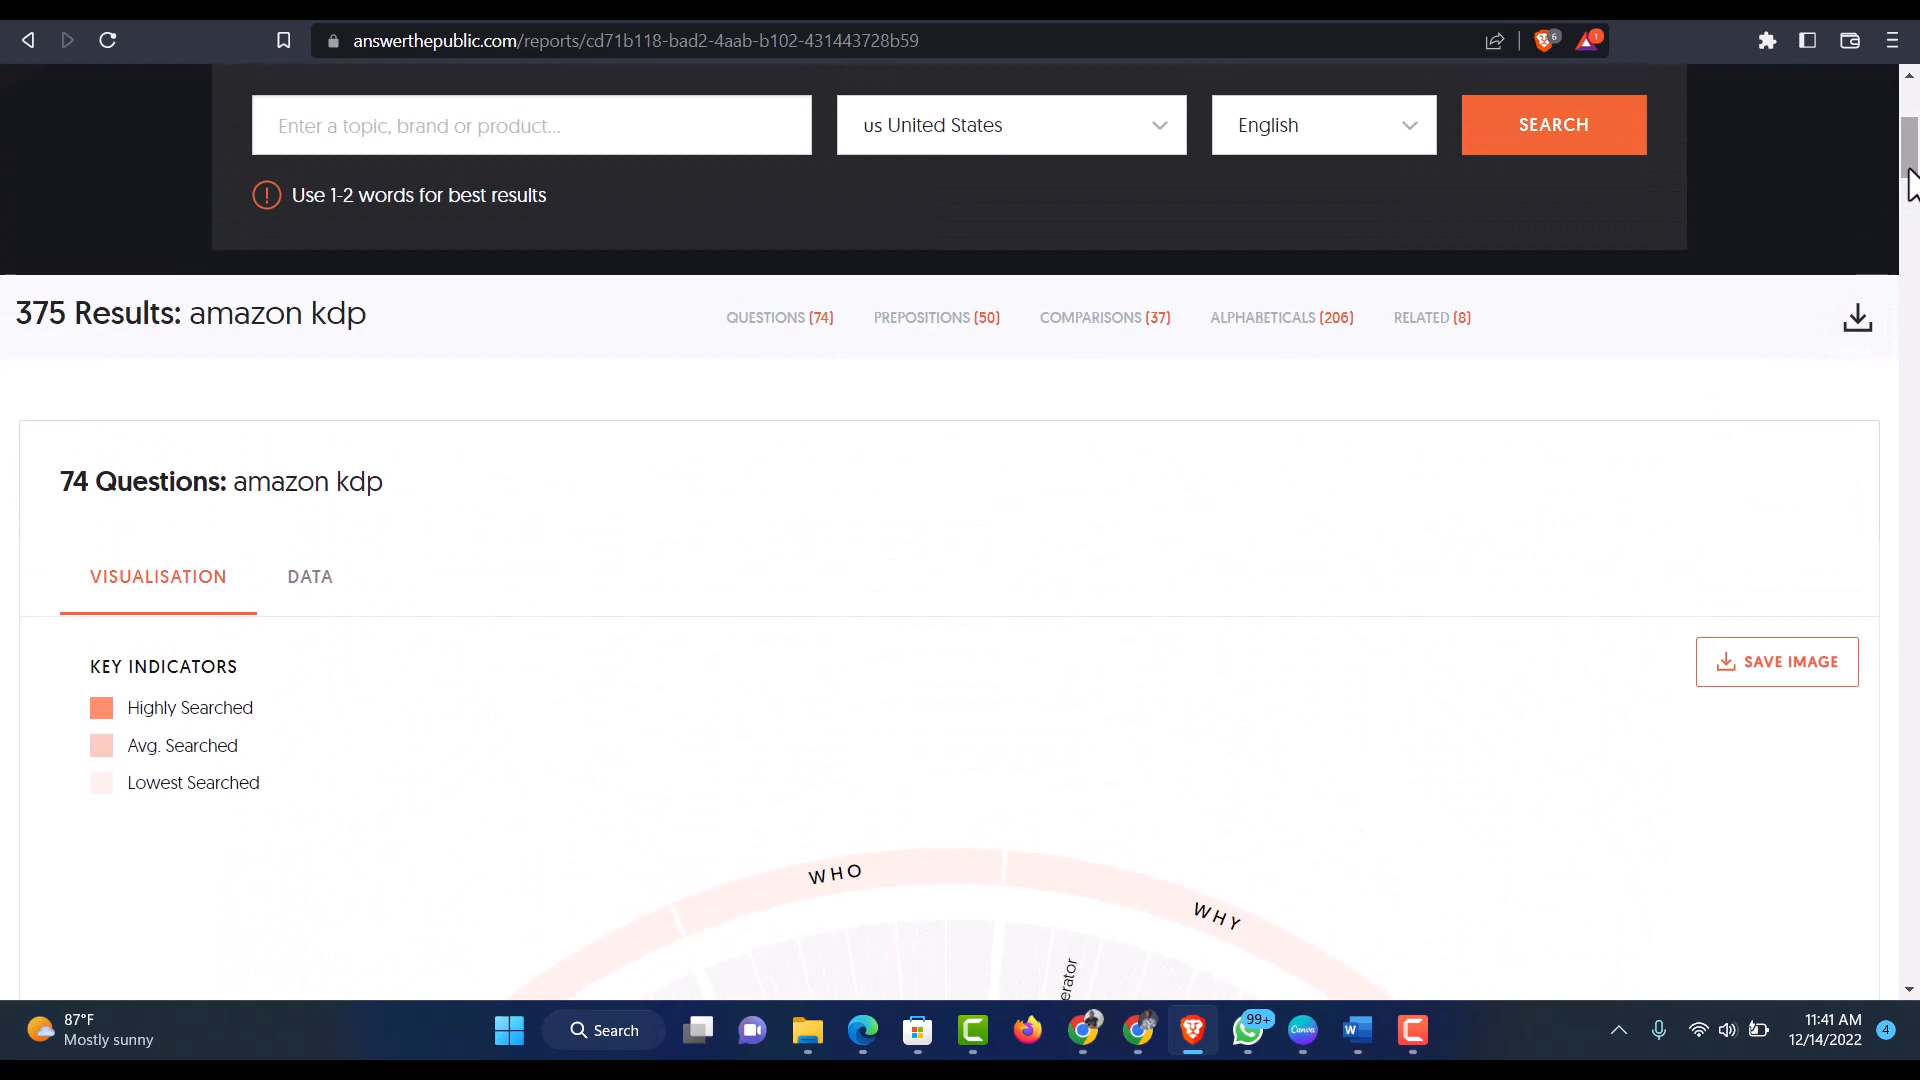 answerthepublic.com/reports/cd71b118-bad2-4aab-b102-431443728b59
6
1
Enter a topic, brand or product...
us United States
English
SEARCH
Use 1-2 words for best results
375 Results: amazon kdp
QUESTIONS (74)
PREPOSITIONS (50)
COMPARISONS (37)
ALPHABETICALS (206)
RELATED (8)
74 Questions: amazon kdp
VISUALISATION
DATA
KEY INDICATORS
SAVE IMAGE
Highly Searched
Avg. Searched
Lowest Searched
WHO
WHY
erator
87°F
Mostly sunny
Search
99+
Canva
11:41 AM
12/14/2022
4